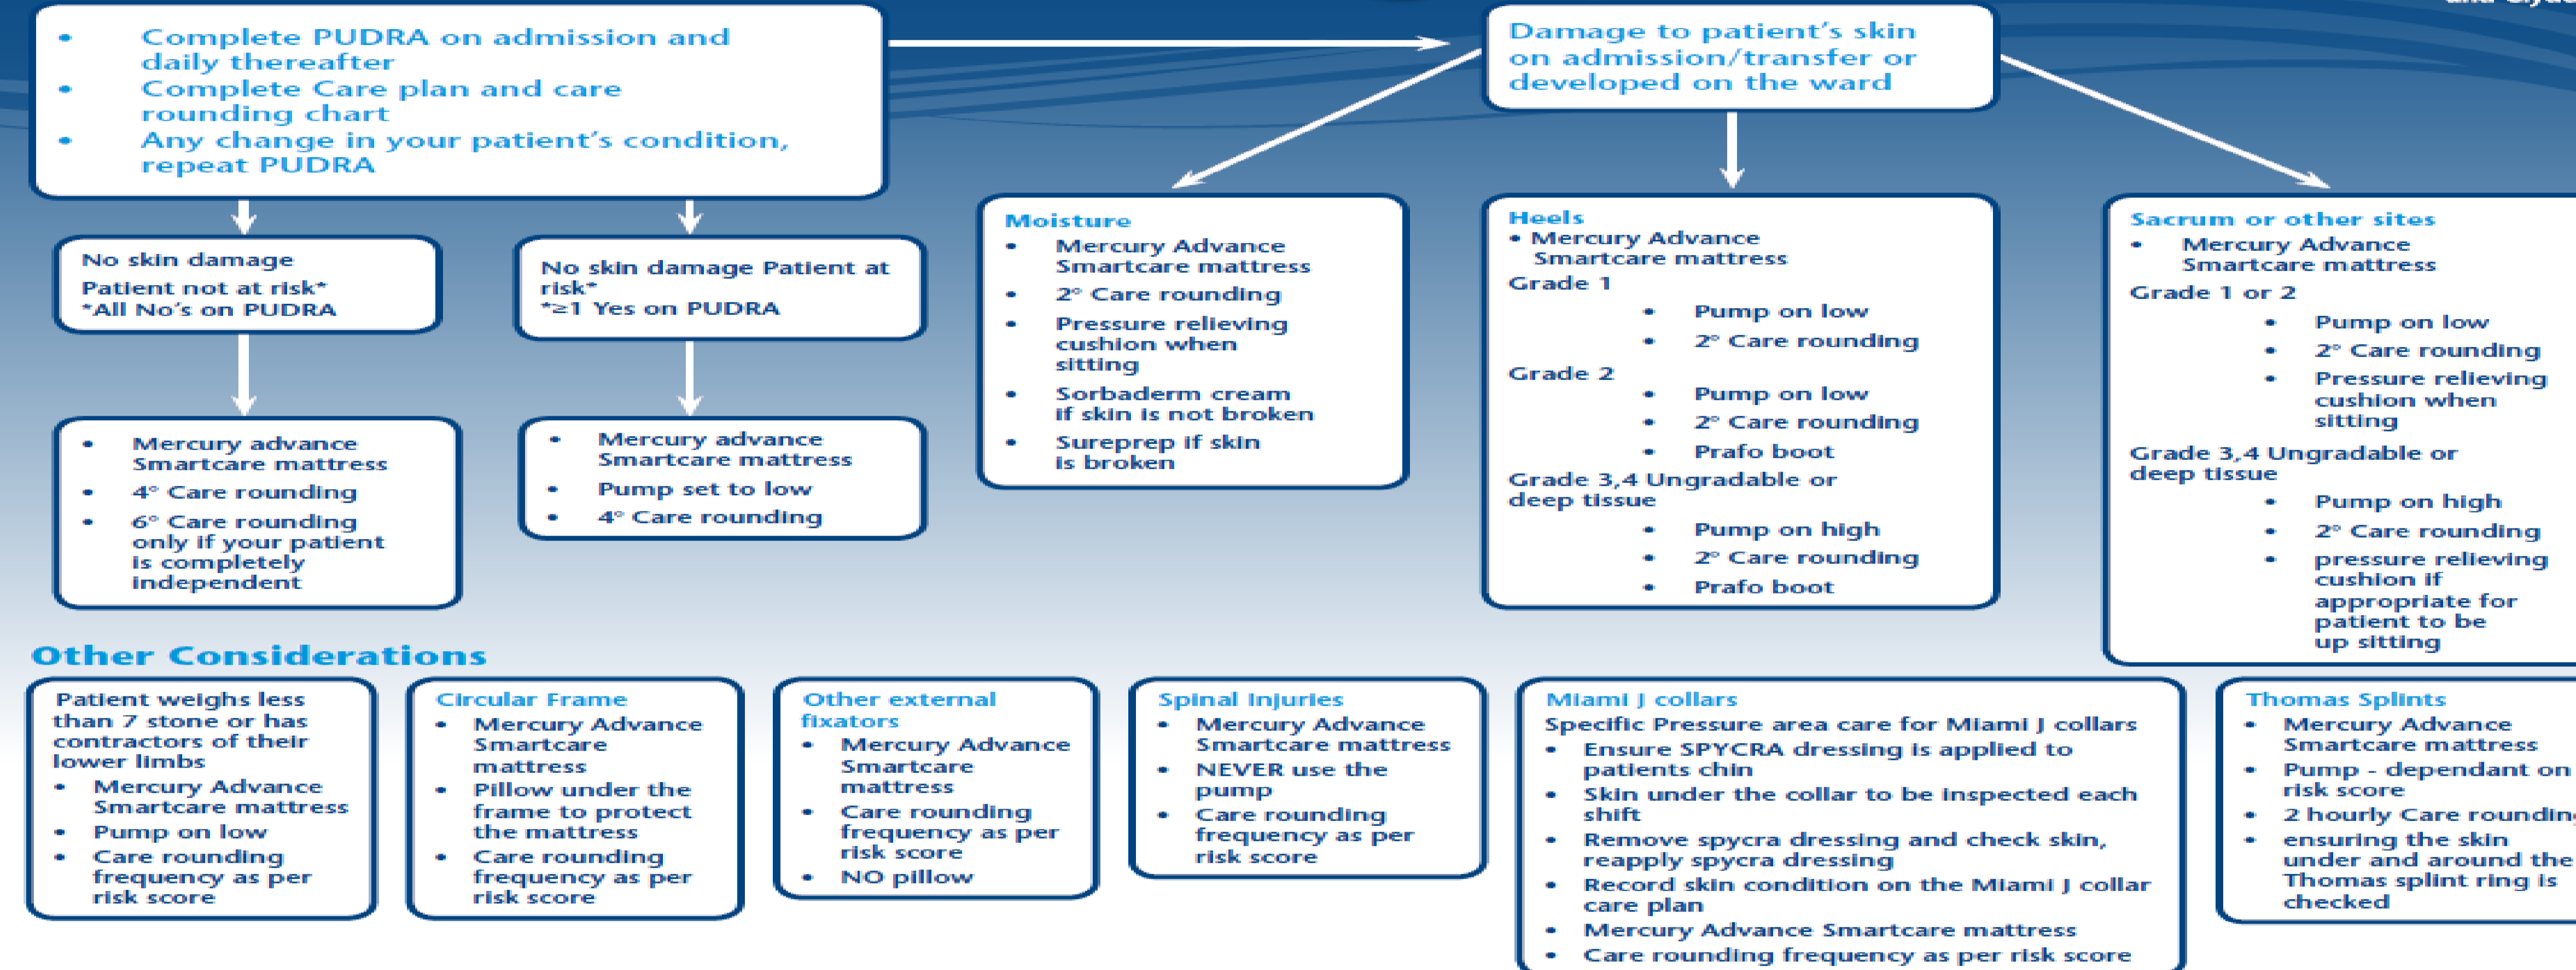 and Clyde
• Complete PUDRA on admission and
daily thereafter
• Complete Care plan and care
rounding chart
• Any change in your patient's condition,
repeat PUDRA
Damage to patient's skin
on admission/transfer or
developed on the ward
No skin damage
Patient not at risk*
*All No's on PUDRA
No skin damage Patient at
risk*
*≥1 Yes on PUDRA
• Mercury advance
Smartcare mattress
• 4° Care rounding
• 6° Care rounding
only if your patient
is completely
independent
• Mercury advance
Smartcare mattress
• Pump set to low
• 4° Care rounding
Moisture
• Mercury Advance
Smartcare mattress
• 2° Care rounding
• Pressure relieving
cushion when
sitting
• Sorbaderm cream
if skin is not broken
• Sureprep if skin
is broken
Heels
• Mercury Advance
Smartcare mattress
Grade 1
• Pump on low
• 2° Care rounding
Grade 2
• Pump on low
• 2° Care rounding
• Prafo boot
Grade 3,4 Ungradable or
deep tissue
• Pump on high
• 2° Care rounding
• Prafo boot
Sacrum or other sites
• Mercury Advance
Smartcare mattress
Grade 1 or 2
• Pump on low
• 2° Care rounding
• Pressure relieving
cushion when
sitting
Grade 3,4 Ungradable or
deep tissue
• Pump on high
• 2° Care rounding
• pressure relieving
cushion if
appropriate for
patient to be
up sitting
Other Considerations
Patient weighs less
than 7 stone or has
contractors of their
lower limbs
• Mercury Advance
Smartcare mattress
• Pump on low
• Care rounding
frequency as per
risk score
Circular Frame
• Mercury Advance
Smartcare
mattress
• Pillow under the
frame to protect
the mattress
• Care rounding
frequency as per
risk score
Other external
fixators
• Mercury Advance
Smartcare
mattress
• Care rounding
frequency as per
risk score
• NO pillow
Spinal Injuries
• Mercury Advance
Smartcare mattress
• NEVER use the
pump
• Care rounding
frequency as per
risk score
Miami J collars
Specific Pressure area care for Miami J collars
• Ensure SPYCRA dressing is applied to
patients chin
• Skin under the collar to be inspected each
shift
• Remove spycra dressing and check skin,
reapply spycra dressing
• Record skin condition on the Miami J collar
care plan
• Mercury Advance Smartcare mattress
• Care rounding frequency as per risk score
Thomas Splints
• Mercury Advance
Smartcare mattress
• Pump - dependant on
risk score
• 2 hourly Care rounding
• ensuring the skin
under and around the
Thomas splint ring is
checked